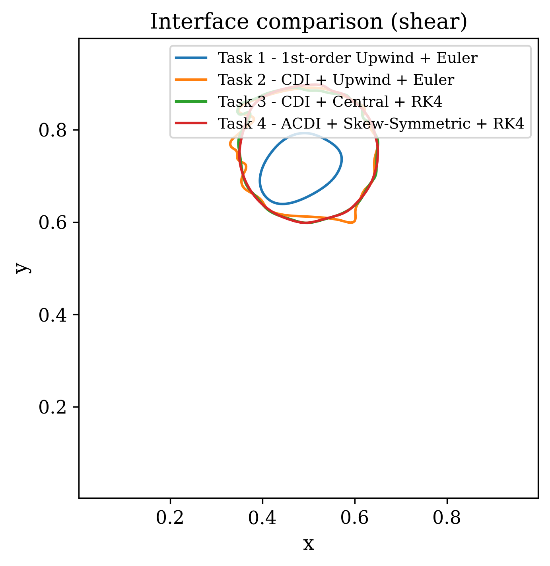 Interface comparison (shear)
Task 1 - 1st-order Upwind + Euler
Task 2 - CDI + Upwind + Euler
Task 3 - CDI + Central + RK4
Task 4 - ACDI + Skew-Symmetric + RK4
0.8
0.6
y
0.4
0.2
0.2 0.4 0.6 0.8
x